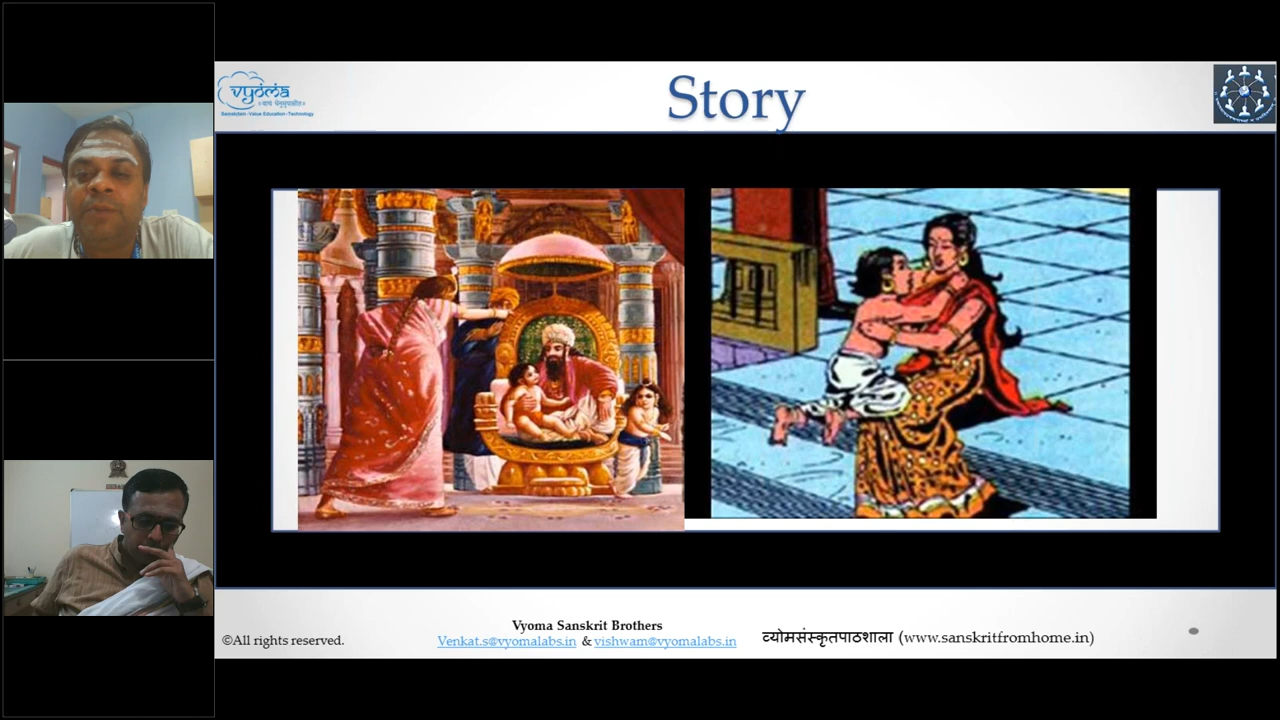 Story
vyoma
Samskritam -Value Education -Technology
Vyoma Sanskrit Brothers
©All rights reserved.
Venkat.s@vyomalabs.in & vishwam@vyomalabs.in
व्योमसंस्कृतपाठशाला (www.sanskritfromhome.in)